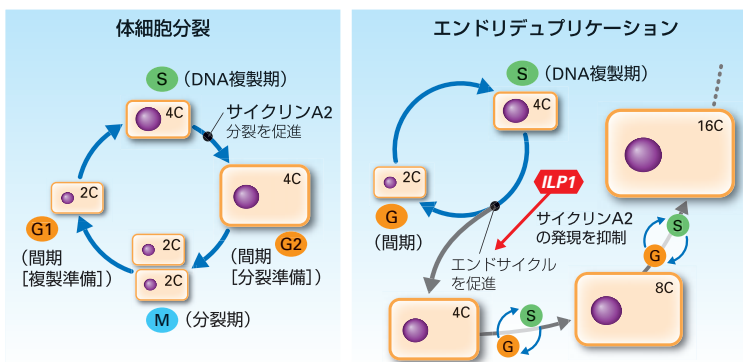 体細胞分裂
S（DNA複製期）
4C
サイクリンA2
分裂を促進
2C
4C
G1
（間期
［複製準備］）
G2
（間期
［分裂準備］）
2C
2C
M（分裂期）
エンドリデュプリケーション
S（DNA複製期）
4C
2C
G
（間期）
ILP1
サイクリンA2
の発現を抑制
エンドサイクル
を促進
4C
S
G
8C
S
G
16C